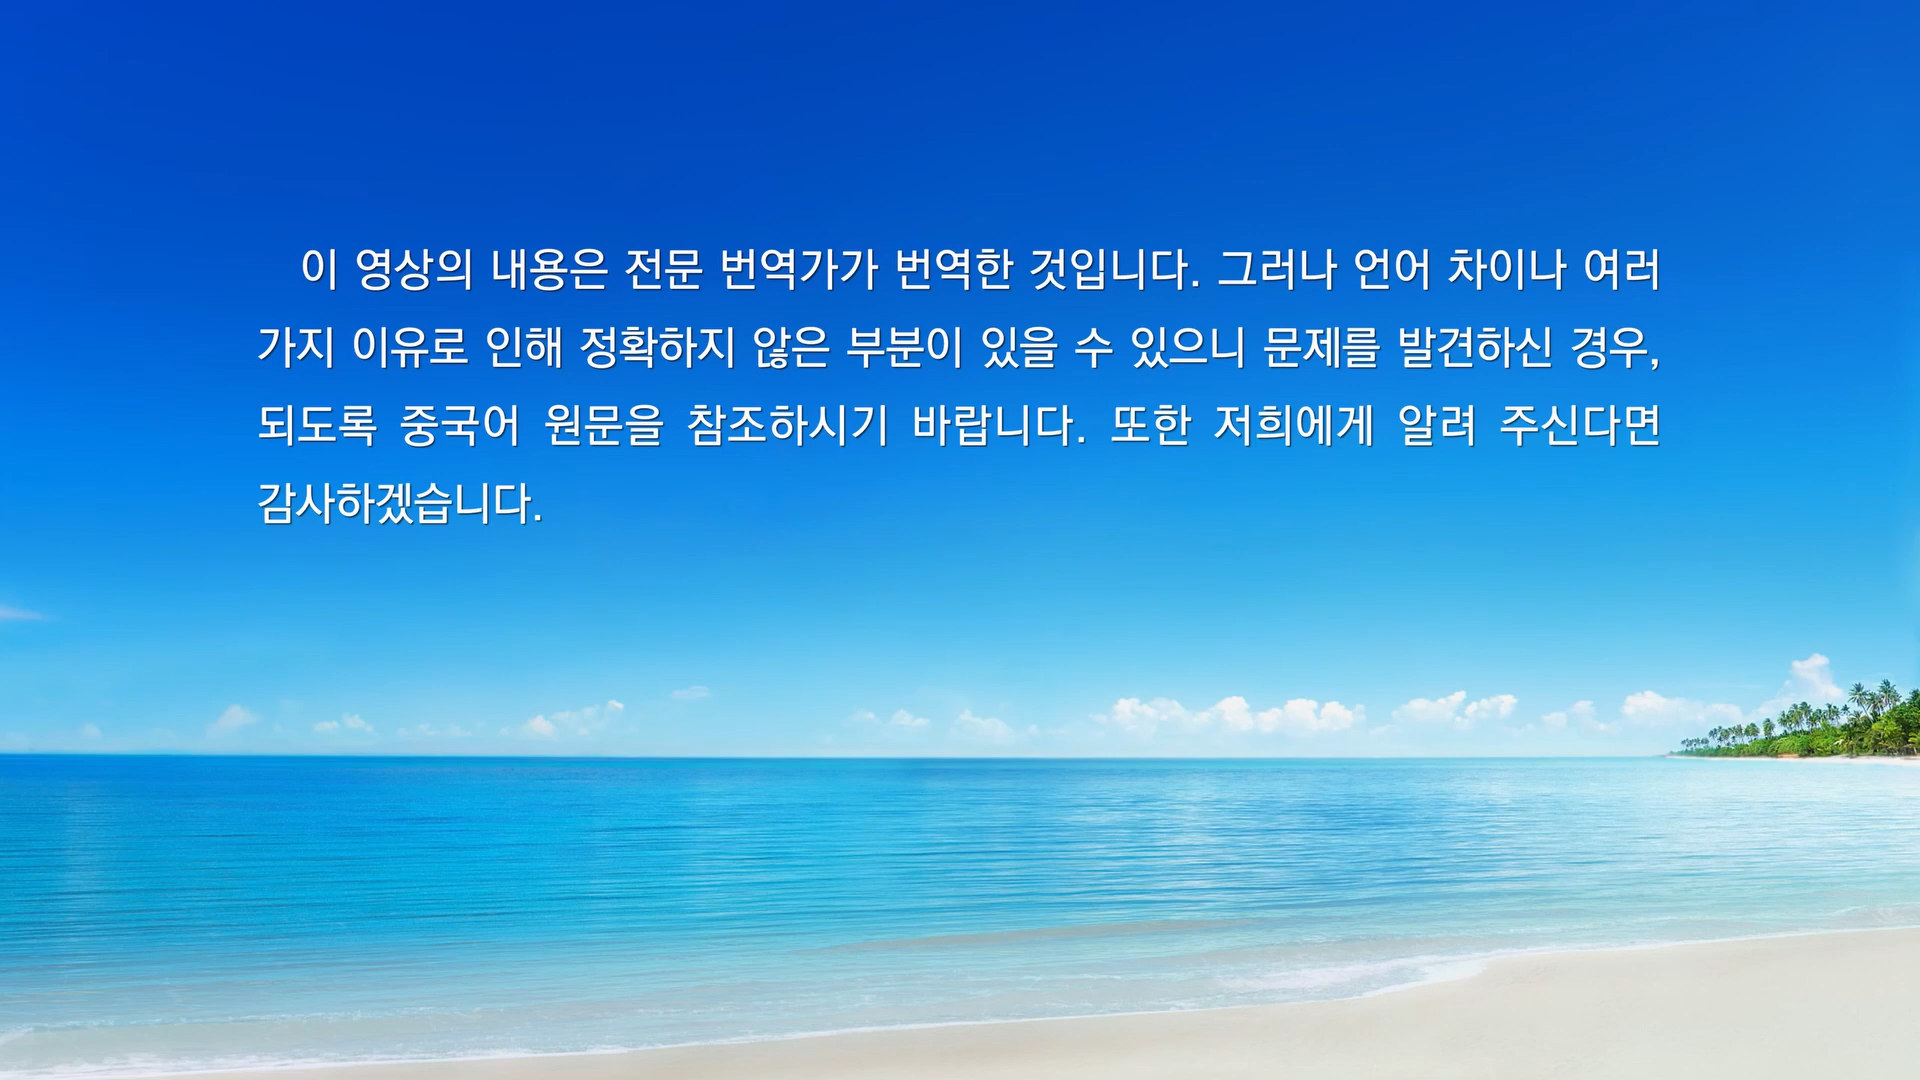 이 영상의 내용은 전문 번역가가 번역한 것입니다. 그러나 언어 차이나 여러
가지 이유로 인해 정확하지 않은 부분이 있을 수 있으니 문제를 발견하신 경우,
되도록 중국어 원문을 참조하시기 바랍니다. 또한 저희에게 알려 주신다면
감사하겠습니다.